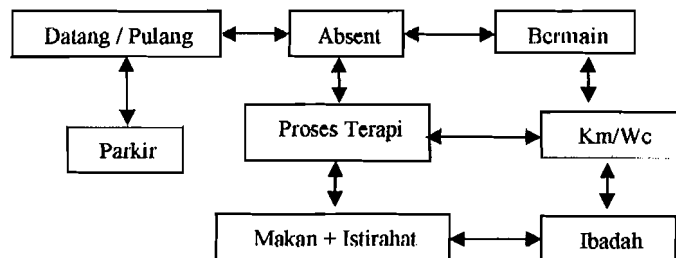 Datang / Pulang
Absent
Bermain
Parkir
Proses Terapi
Km/Wc
Makan + Istirahat
Ibadah